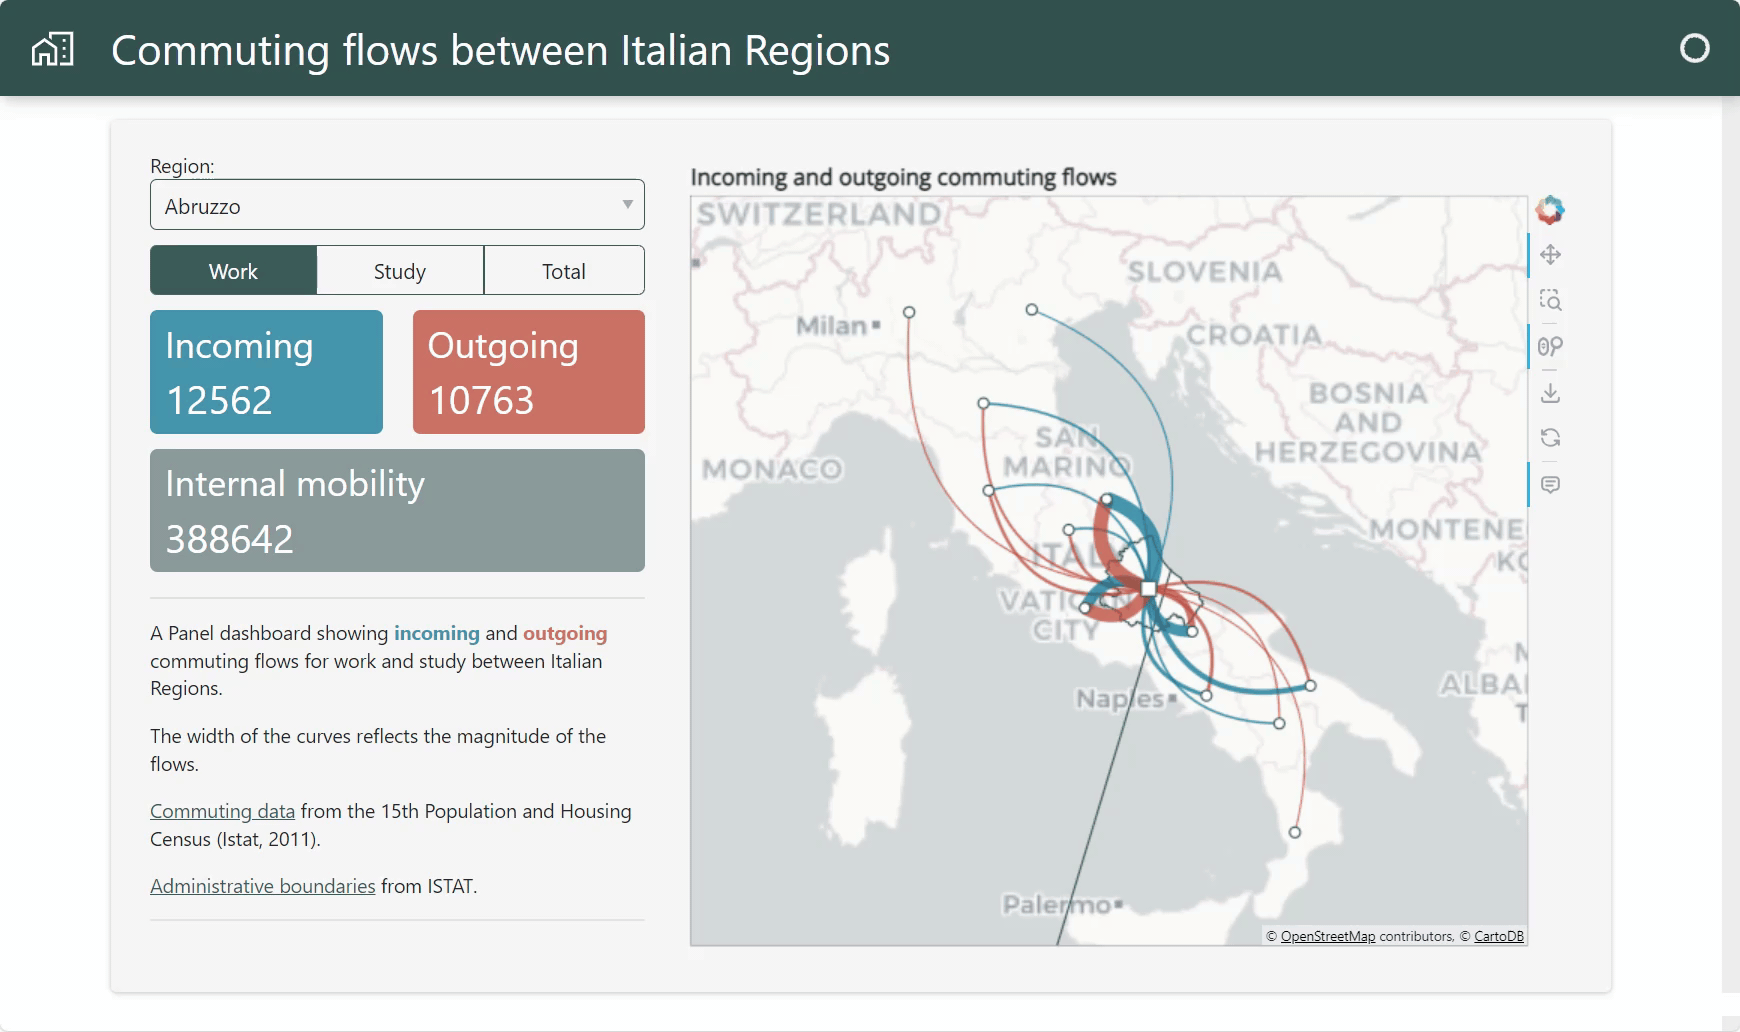 Commuting flows between Italian Regions
Region:
Abruzzo
Work
Study
Total
Incoming
12562
Outgoing
10763
Internal mobility
388642
A Panel dashboard showing incoming and outgoing
commuting flows for work and study between Italian
Regions.
The width of the curves reflects the magnitude of the
flows.
Commuting data from the 15th Population and Housing
Census (Istat, 2011).
Administrative boundaries from ISTAT.
Incoming and outgoing commuting flows
SWITZERLAND
SLOVENIA
Milan
CROATIA
BOSNIA
AND
HERZEGOVINA
SAN
MARINO
MONACO
MONTENE
ITALY
KO
VATICAN
CITY
ALBA
Naples
Palermo
© OpenStreetMap contributors, © CartoDB